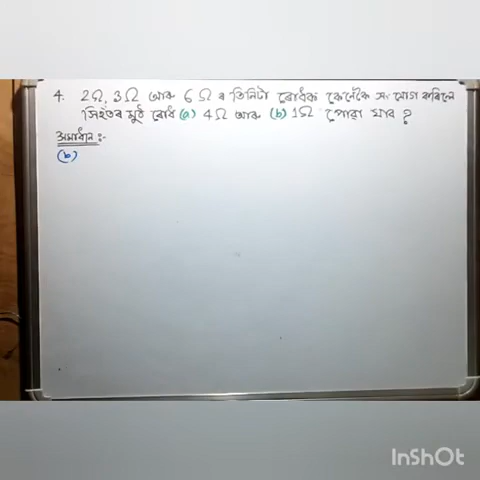 4. 2Ω, 3Ω আৰু 6Ω ৰ তিনিটা ৰোধক কেনেকৈ সংযোগ কৰিলে
সিহঁতৰ মুঠ ৰোধ (a) 4Ω আৰু (b) 1Ω পোৱা যাব ?
সমাধান :-
(b)
InShOt